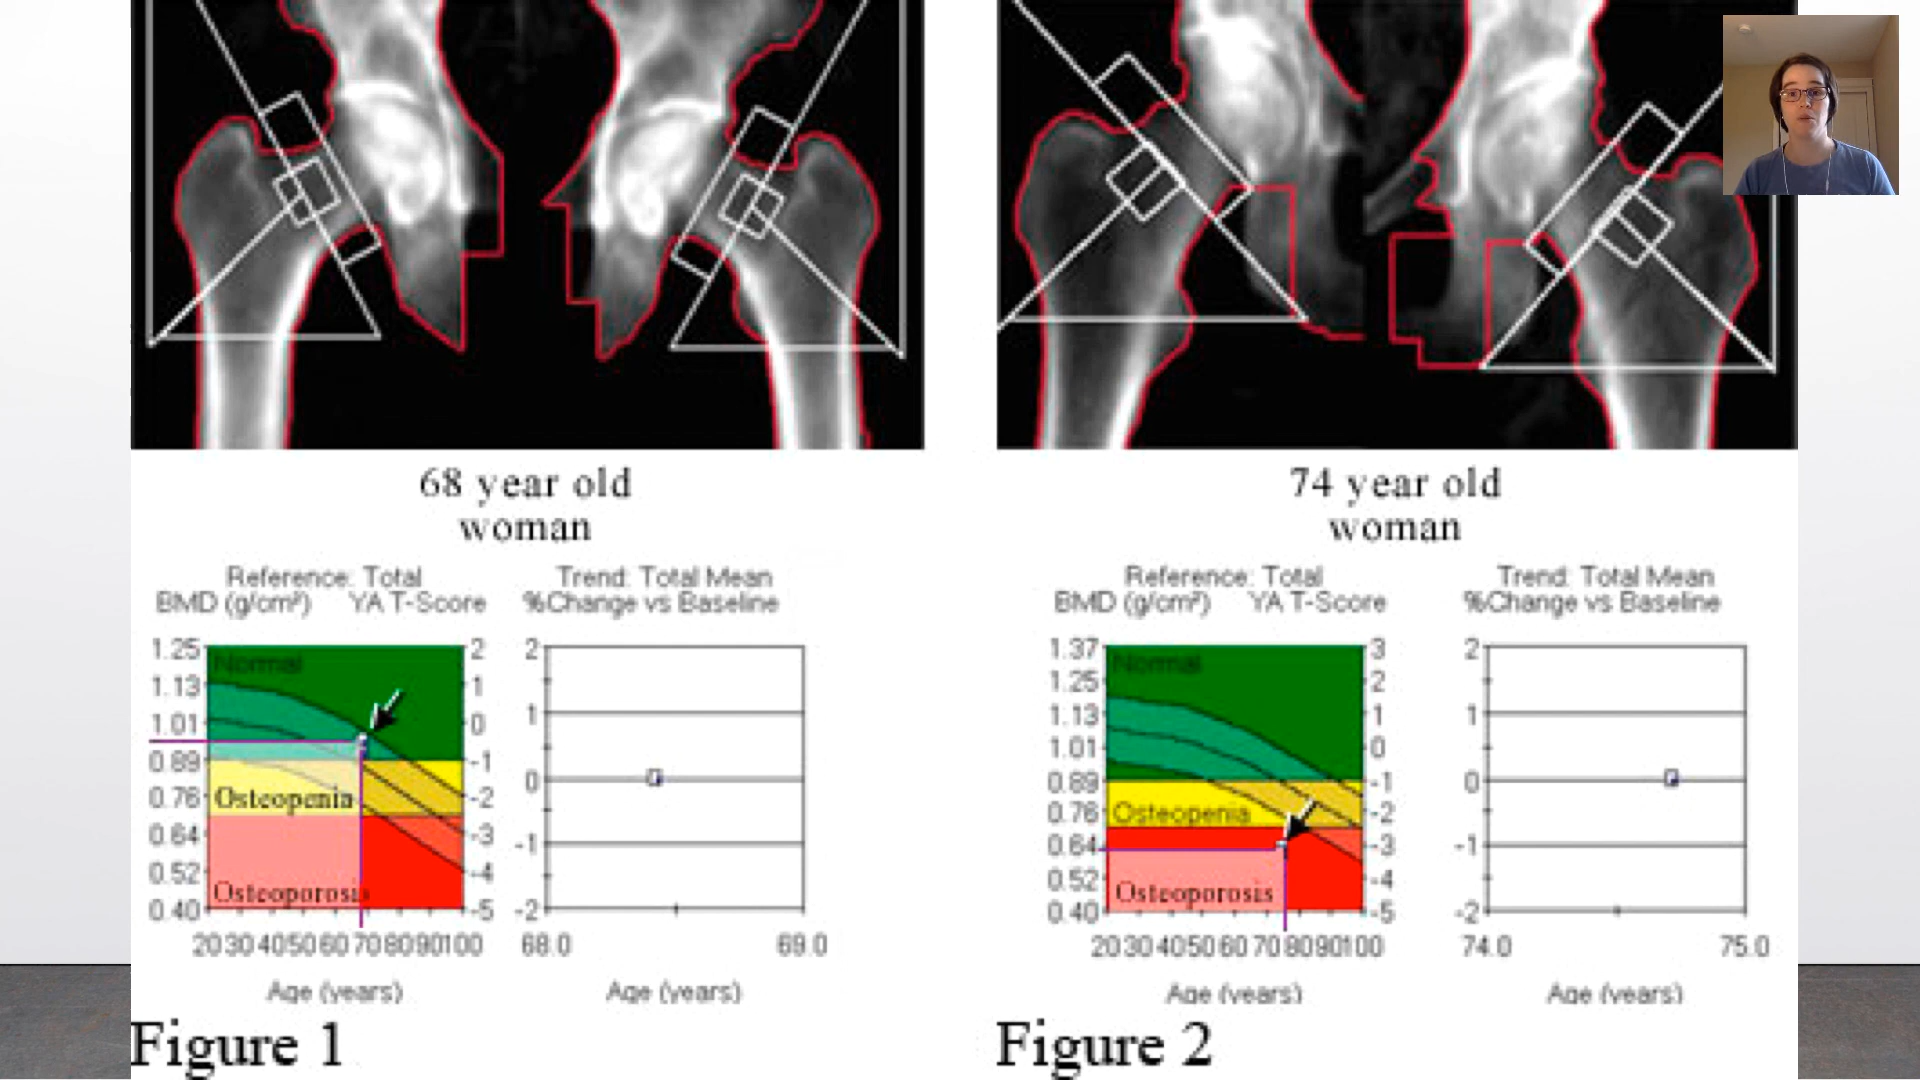 68 year old
woman
Reference: Total
BMD (g/cm²) YA T-Score
1.25
1.13
1.01
0.89
0.76
0.64
0.52
0.40
2
1
0
-1
-2
-3
-4
-5
Normal
Osteopenia
Osteoporosis
20 30 40 50 60 70 80 90 100
Age (years)
Trend: Total Mean
%Change vs Baseline
2
1
0
-1
-2
68.0 69.0
Age (years)
Figure 1
74 year old
woman
Reference: Total
BMD (g/cm²) YA T-Score
1.37
1.25
1.13
1.01
0.89
0.76
0.64
0.52
0.40
3
2
1
0
-1
-2
-3
-4
-5
Normal
Osteopenia
Osteoporosis
20 30 40 50 60 70 80 90 100
Age (years)
Trend: Total Mean
%Change vs Baseline
2
1
0
-1
-2
74.0 75.0
Age (years)
Figure 2